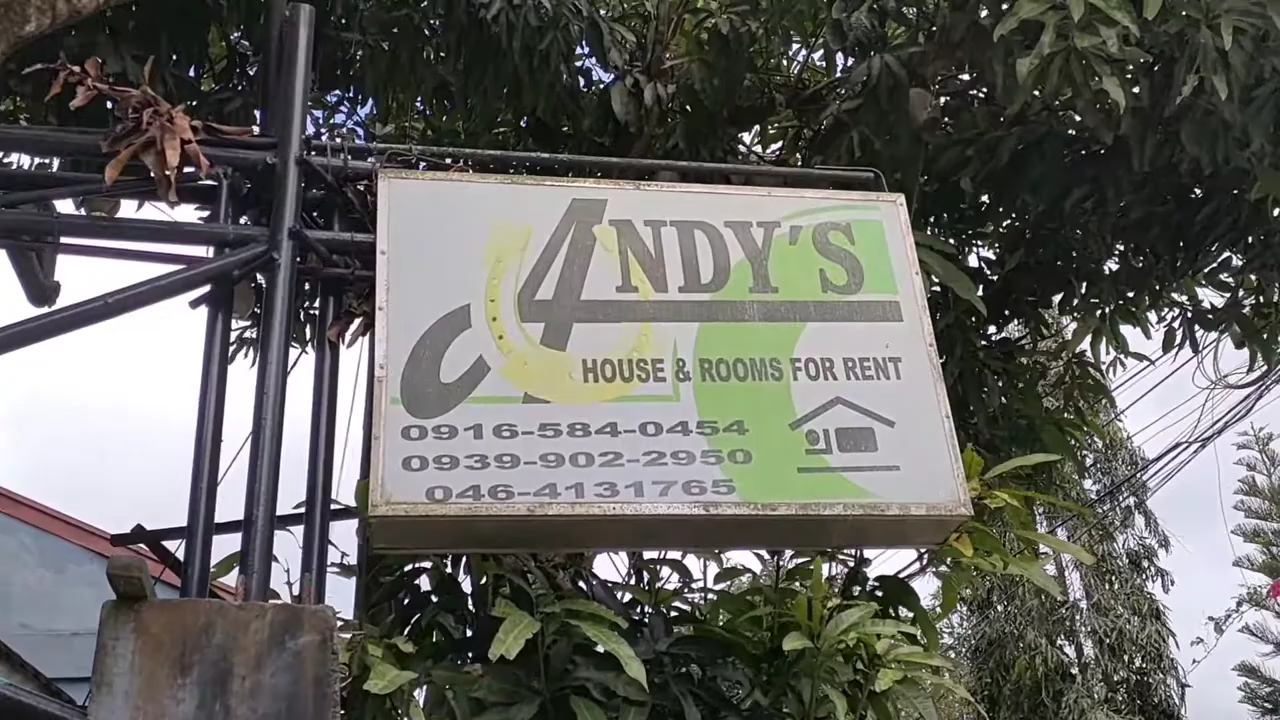 ANDY'S
HOUSE & ROOMS FOR RENT
0916-584-0454
0939-902-2950
046-4131765